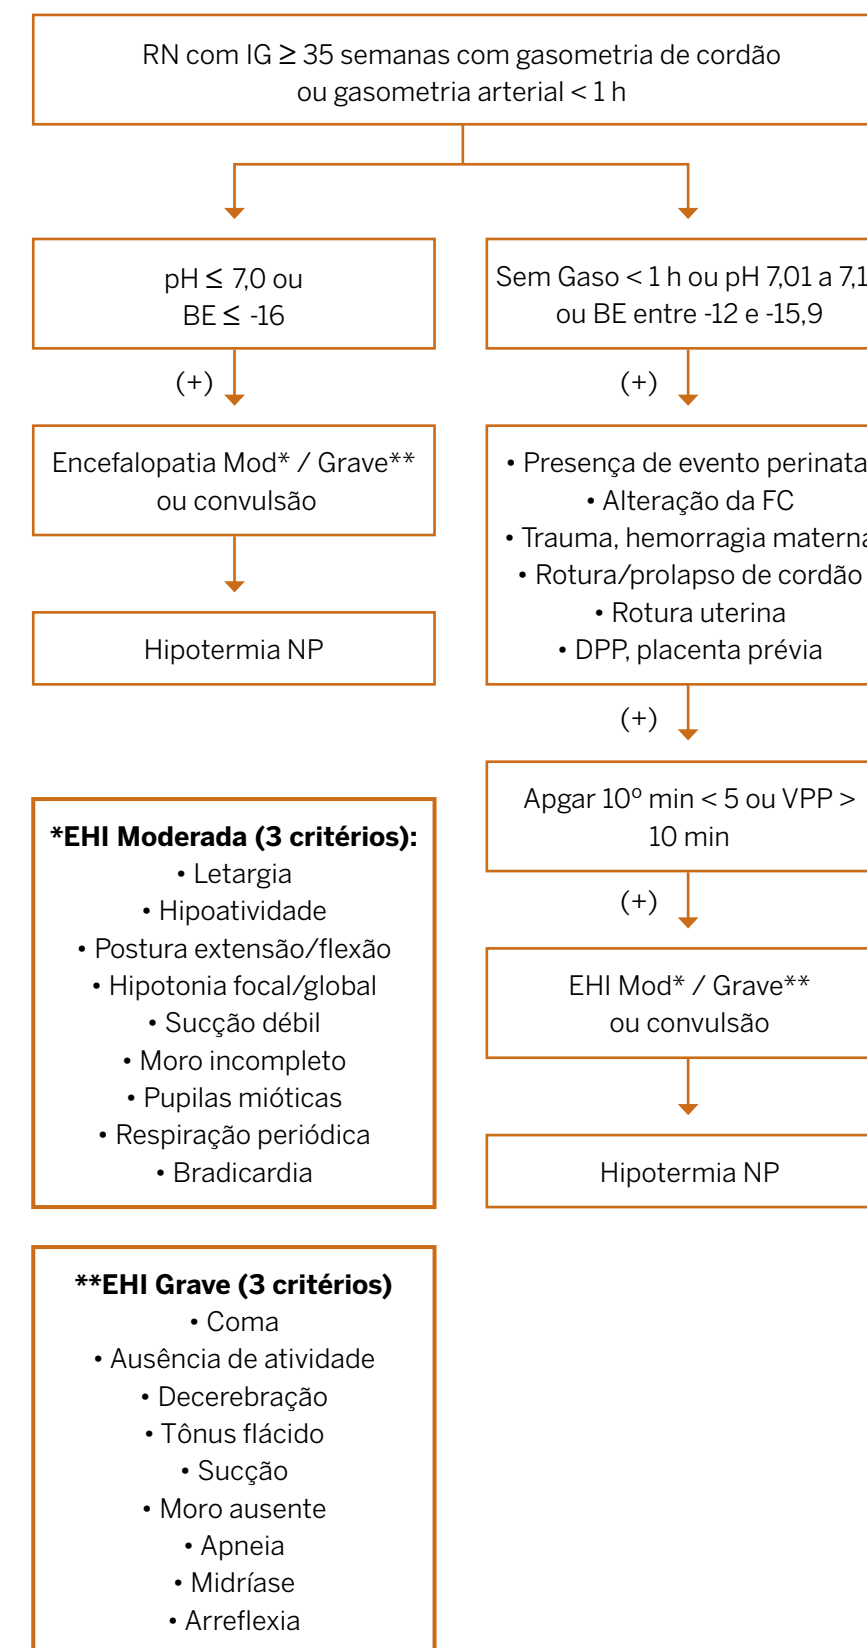 RN com IG ≥ 35 semanas com gasometria de cordão
ou gasometria arterial < 1 h
pH ≤ 7,0 ou
BE ≤ -16
(+)
Encefalopatia Mod* / Grave**
ou convulsão
Hipotermia NP
*EHI Moderada (3 critérios):
• Letargia
• Hipoatividade
• Postura extensão/flexão
• Hipotonia focal/global
• Sucção débil
• Moro incompleto
• Pupilas mióticas
• Respiração periódica
• Bradicardia
**EHI Grave (3 critérios)
• Coma
• Ausência de atividade
• Decerebração
• Tônus flácido
• Sucção
• Moro ausente
• Apneia
• Midríase
• Arreflexia
Sem Gaso < 1 h ou pH 7,01 a 7,1
ou BE entre -12 e -15,9
(+)
• Presença de evento perinata
• Alteração da FC
• Trauma, hemorragia materna
• Rotura/prolapso de cordão
• Rotura uterina
• DPP, placenta prévia
(+)
Apgar 10º min < 5 ou VPP >
10 min
(+)
EHI Mod* / Grave**
ou convulsão
Hipotermia NP